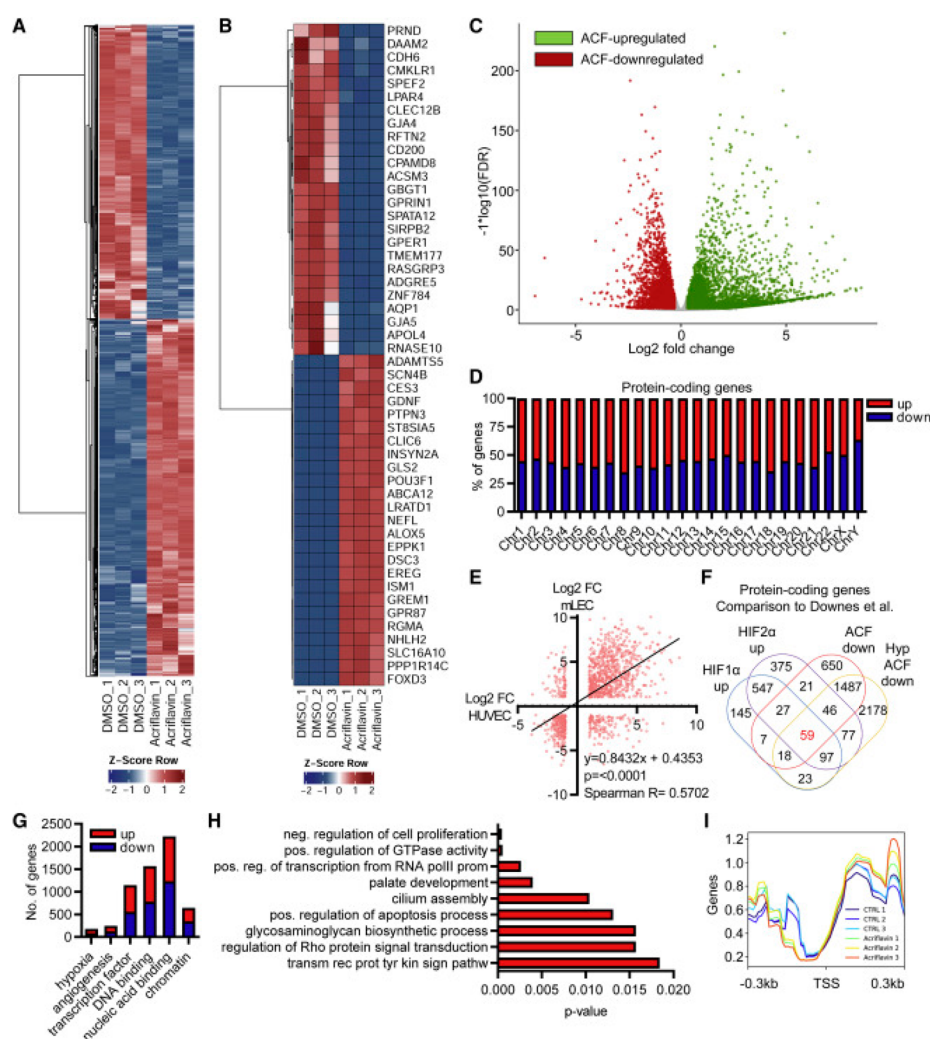 A
DMSO_1
DMSO_2
DMSO_3
Acriflavin_1
Acriflavin_2
Acriflavin_3
Z-Score Row
-2 -1 0 1 2
B
PRND
DAAM2
CDH6
CMKLR1
SPEF2
LPAR4
CLEC12B
GJA4
RFTN2
CD200
CPAMD8
ACSM3
GBGT1
GPRIN1
SPATA12
SIRPB2
GPER1
TMEM177
RASGRP3
ADGRE5
ZNF784
AQP1
GJA5
APOL4
RNASE10
ADAMTS5
SCN4B
CES3
GDNF
PTPN3
ST8SIA5
CLIC6
INSYN2A
GLS2
POU3F1
ABCA12
LRATD1
NEFL
ALOX5
EPPK1
DSC3
EREG
ISM1
GREM1
GPR87
RGMA
NHLH2
SLC16A10
PPP1R14C
FOXD3
DMSO_1
DMSO_2
DMSO_3
Acriflavin_1
Acriflavin_2
Acriflavin_3
Z-Score Row
-2 -1 0 1 2
C
ACF-upregulated
ACF-downregulated
-1*log10(FDR)
200
150
100
50
0
-5 0 5
Log2 fold change
D
Protein-coding genes
up
down
% of genes
100
75
50
25
0
Chr1
Chr2
Chr3
Chr4
Chr5
Chr6
Chr7
Chr8
Chr9
Chr10
Chr11
Chr12
Chr13
Chr14
Chr15
Chr16
Chr17
Chr18
Chr19
Chr20
Chr21
Chr22
ChrX
ChrY
E
Log2 FC
mLEC
10
5
Log2 FC
HUVEC
-5 5 10
-5
-10
y=0.8432x + 0.4353
p=<0.0001
Spearman R= 0.5702
F
Protein-coding genes
Comparison to Downes et al.
HIF1α
up
HIF2α
up
ACF
down
Hyp
ACF
down
375 650
547 21 1487
145 27 46 2178
7 59 77
18 97
23
G
No. of genes
2500
2000
1500
1000
500
0
up
down
hypoxia
angiogenesis
transcription factor
DNA binding
nucleic acid binding
chromatin
H
neg. regulation of cell proliferation
pos. regulation of GTPase activity
pos. reg. of transcription from RNA polII prom
palate development
cilium assembly
pos. regulation of apoptosis process
glycosaminoglycan biosynthetic process
regulation of Rho protein signal transduction
transm rec prot tyr kin sign pathw
0.000 0.005 0.010 0.015 0.020
p-value
I
Genes
1.2
1.0
0.8
0.6
0.4
0.2
CTRL 1
CTRL 2
CTRL 3
Acriflavin 1
Acriflavin 2
Acriflavin 3
-0.3kb TSS 0.3kb